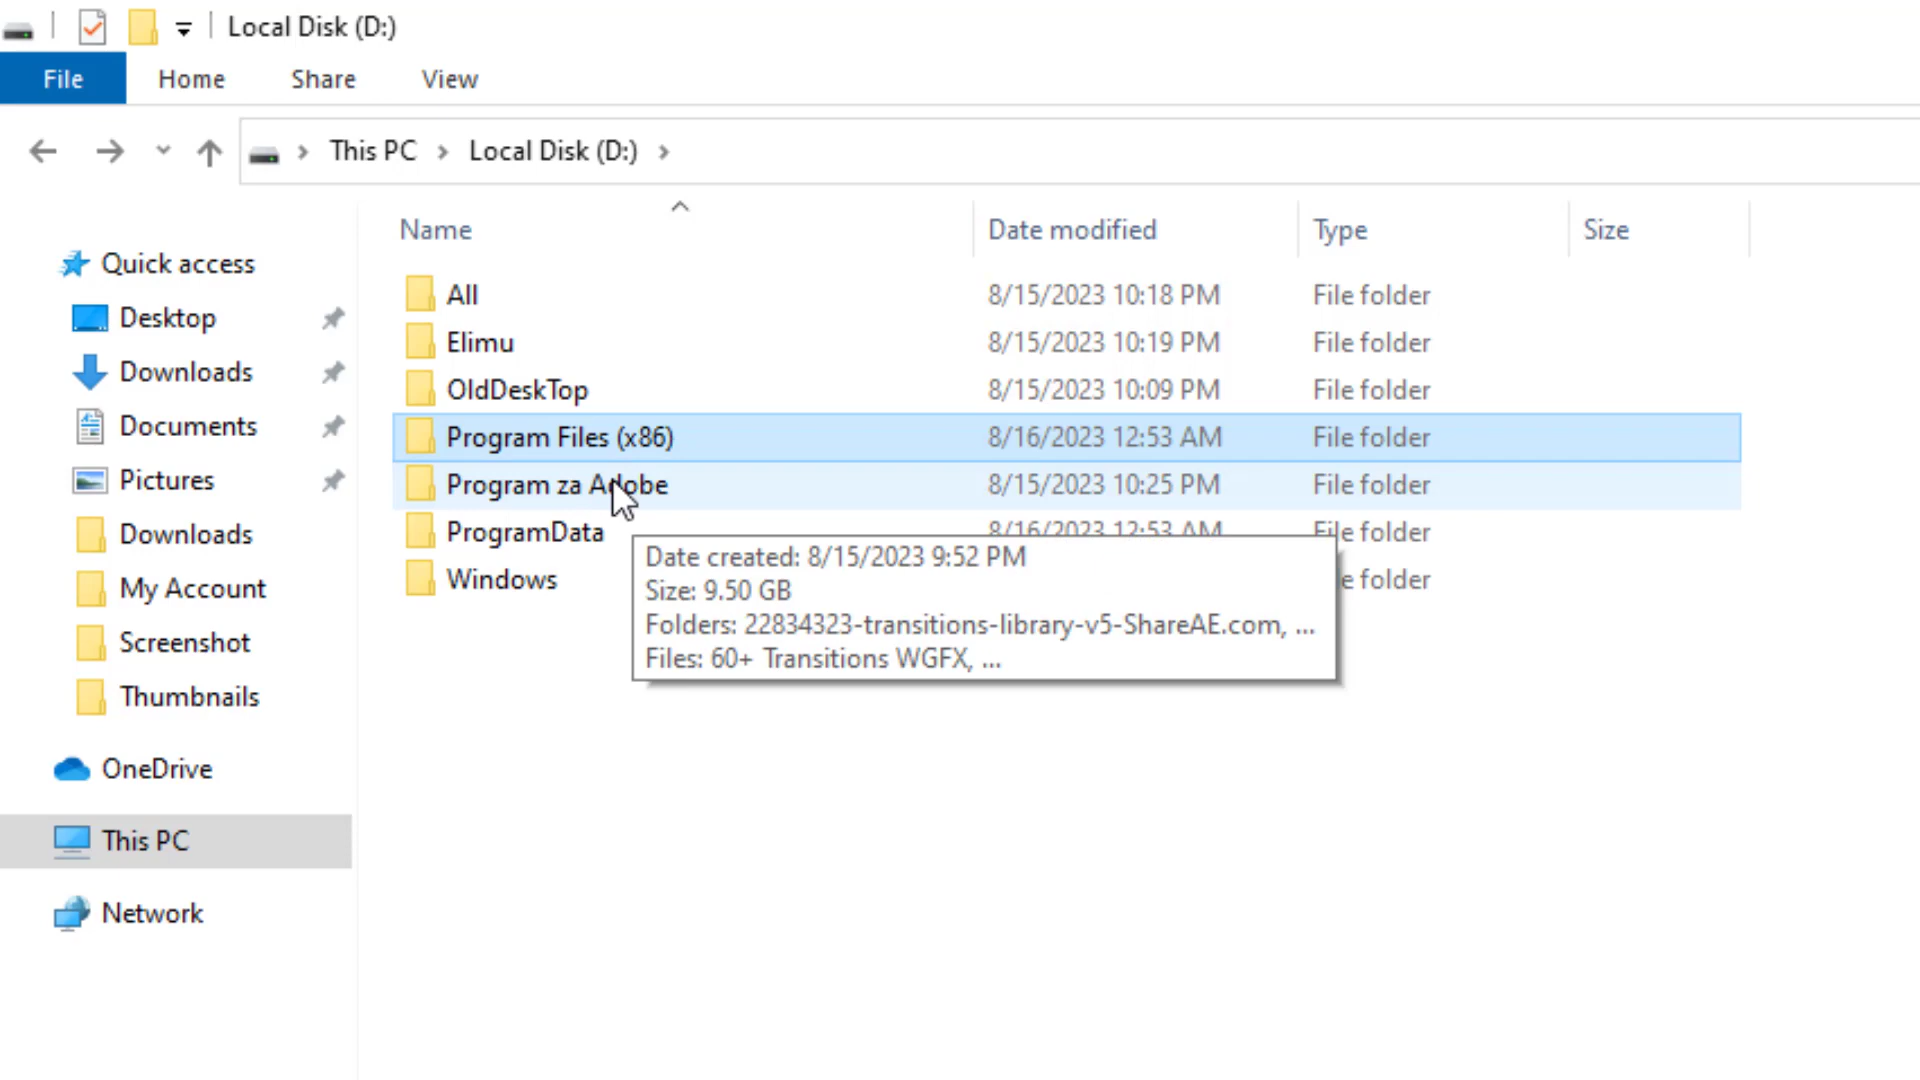 Local Disk (D:)
File Home Share View
This PC Local Disk (D:)
Name Date modified Type Size
Quick access
Desktop
Downloads
Documents
Pictures
Downloads
My Account
Screenshot
Thumbnails
OneDrive
This PC
Network
All 8/15/2023 10:18 PM File folder
Elimu 8/15/2023 10:19 PM File folder
OldDeskTop 8/15/2023 10:09 PM File folder
Program Files (x86) 8/16/2023 12:53 AM File folder
Program za Adobe 8/15/2023 10:25 PM File folder
ProgramData 8/16/2023 12:53 AM File folder
Windows folder
Date created: 8/15/2023 9:52 PM
Size: 9.50 GB
Folders: 22834323-transitions-library-v5-ShareAE.com, ...
Files: 60+ Transitions WGFX, ...